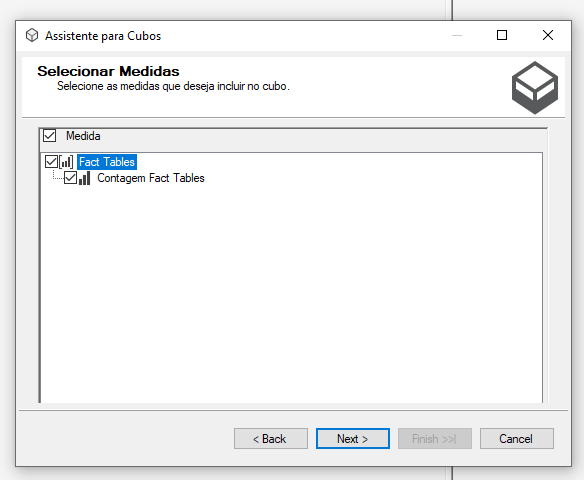 Assistente para Cubos
Selecionar Medidas
Selecione as medidas que deseja incluir no cubo.
Medida
Fact Tables
Contagem Fact Tables
< Back
Next >
Finish >>|
Cancel